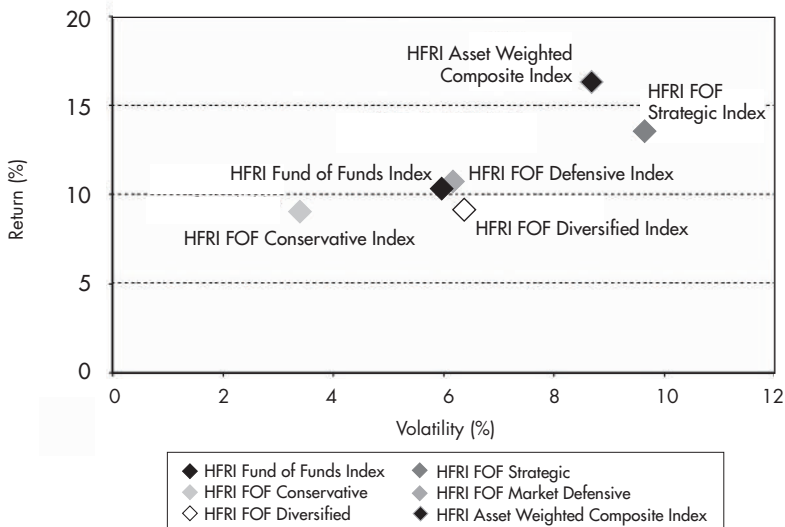 20
15
10
5
0
Return (%)
HFRI Asset Weighted
Composite Index
HFRI FOF
Strategic Index
HFRI Fund of Funds Index
HFRI FOF Defensive Index
HFRI FOF Conservative Index
HFRI FOF Diversified Index
0 2 4 6 8 10 12
Volatility (%)
HFRI Fund of Funds Index
HFRI FOF Conservative
HFRI FOF Diversified
HFRI FOF Strategic
HFRI FOF Market Defensive
HFRI Asset Weighted Composite Index